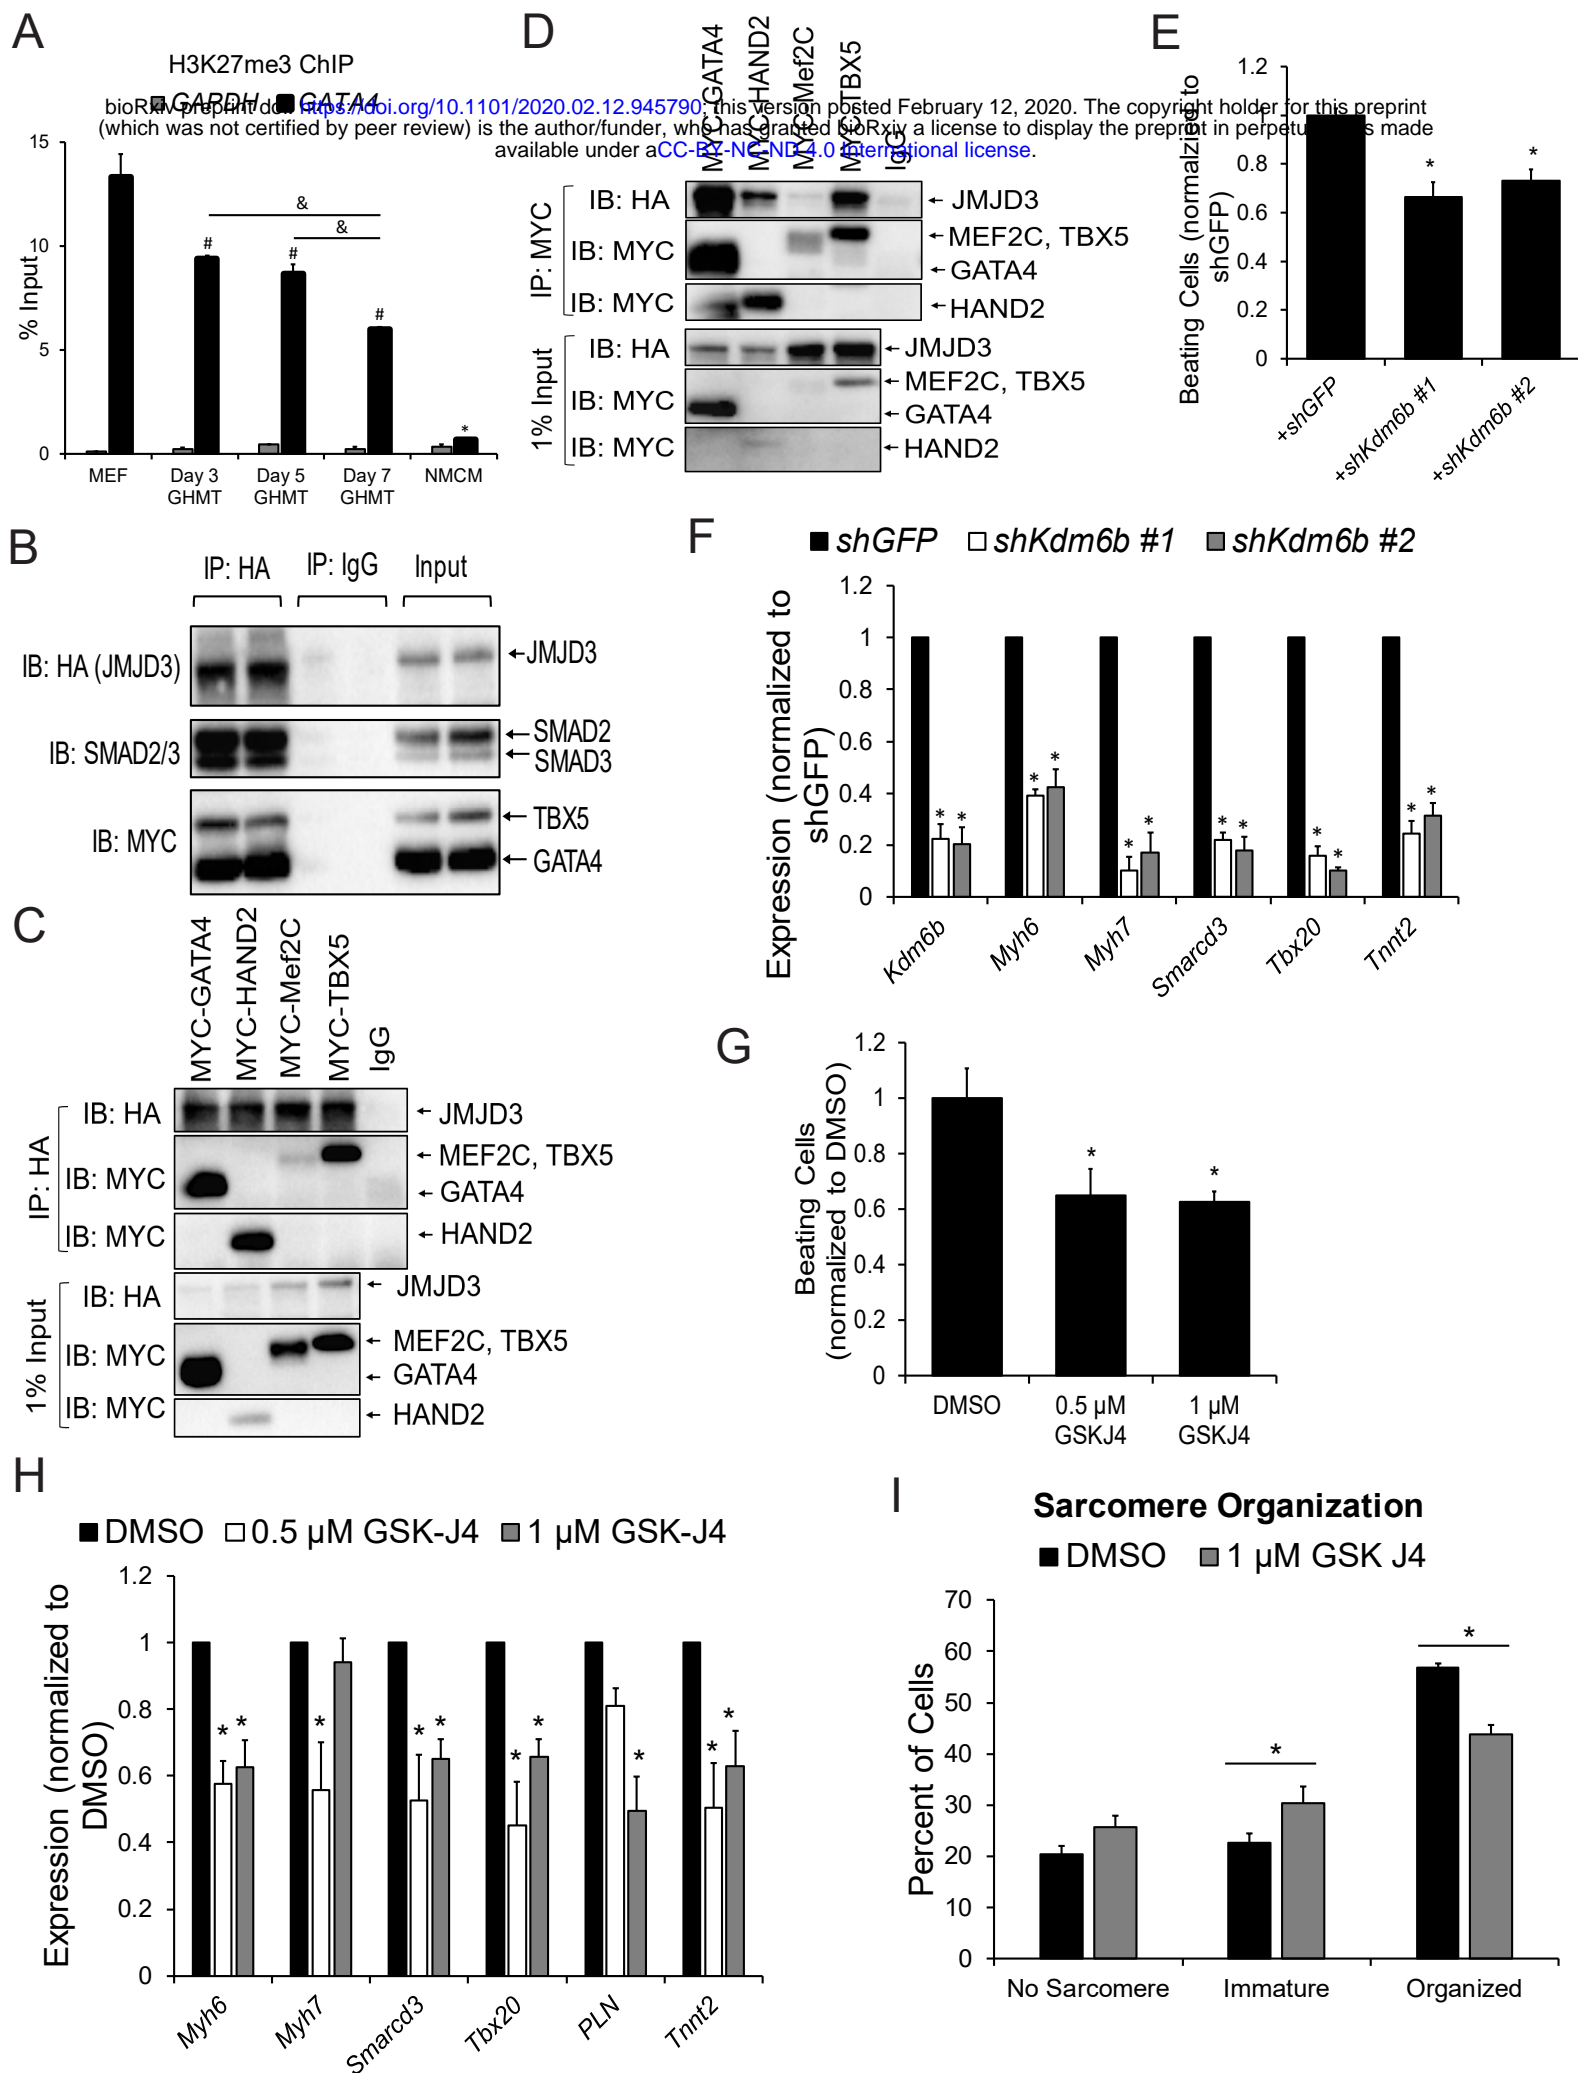 A
H3K27me3 ChIP
GAPDH GATA4
bioRxiv preprint doi: https://doi.org/10.1101/2020.02.12.945790; this version posted February 12, 2020. The copyright holder for this preprint
(which was not certified by peer review) is the author/funder, who has granted bioRxiv a license to display the preprint in perpetuity. It is made
available under aCC-BY-NC-ND 4.0 International license.
% Input
15
10
5
0
& 
&
# # # *
MEF
Day 3 GHMT
Day 5 GHMT
Day 7 GHMT
NMCM
B
IP: HA IP: IgG Input
IB: HA (JMJD3) JMJD3
IB: SMAD2/3 SMAD2
SMAD3
IB: MYC TBX5
GATA4
C
MYC-GATA4
MYC-HAND2
MYC-Mef2C
MYC-TBX5
IgG
IP: HA
IB: HA JMJD3
IB: MYC MEF2C, TBX5
GATA4
IB: MYC HAND2
1% Input
IB: HA JMJD3
IB: MYC MEF2C, TBX5
GATA4
IB: MYC HAND2
D
MYC-GATA4
MYC-HAND2
MYC-Mef2C
MYC-TBX5
IgG
IP: MYC
IB: HA JMJD3
IB: MYC MEF2C, TBX5
GATA4
IB: MYC HAND2
1% Input
IB: HA JMJD3
IB: MYC MEF2C, TBX5
GATA4
IB: MYC HAND2
E
Beating Cells (normalzied to
shGFP)
1.2
1
0.8
0.6
0.4
0.2
0
* *
+shGFP
+shKdm6b #1
+shKdm6b #2
F
shGFP shKdm6b #1 shKdm6b #2
Expression (normalized to
shGFP)
1.2
1
0.8
0.6
0.4
0.2
0
* * * * * * * * * * * *
Kdm6b
Myh6
Myh7
Smarcd3
Tbx20
Tnnt2
G
Beating Cells
(normalized to DMSO)
1.2
1
0.8
0.6
0.4
0.2
0
* *
DMSO
0.5 µM
GSKJ4
1 µM
GSKJ4
H
DMSO 0.5 µM GSK-J4 1 µM GSK-J4
Expression (normalized to
DMSO)
1.2
1
0.8
0.6
0.4
0.2
0
* * * * * * * * * *
Myh6
Myh7
Smarcd3
Tbx20
PLN
Tnnt2
I
Sarcomere Organization
DMSO 1 µM GSK J4
Percent of Cells
70
60
50
40
30
20
10
0
* *
No Sarcomere
Immature
Organized